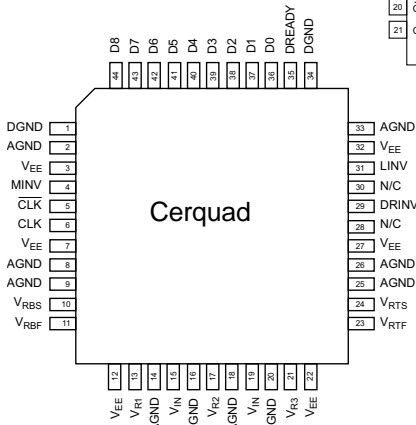 20
21
D8 D7 D6 D5 D4 D3 D2 D1 D0 DREADY DGND
44 43 42 41 40 39 38 37 36 35 34
DGND 1
AGND 2
VEE 3
MINV 4
C̅L̅K̅ 5
CLK 6
VEE 7
AGND 8
AGND 9
VRBS 10
VRBF 11
Cerquad
33 AGND
32 VEE
31 LINV
30 N/C
29 DRINV
28 N/C
27 VEE
26 AGND
25 AGND
24 VRTS
23 VRTF
12 13 14 15 16 17 18 19 20 21 22
VEE VR1 AGND VIN GND VR2 AGND VIN GND VR3 VEE